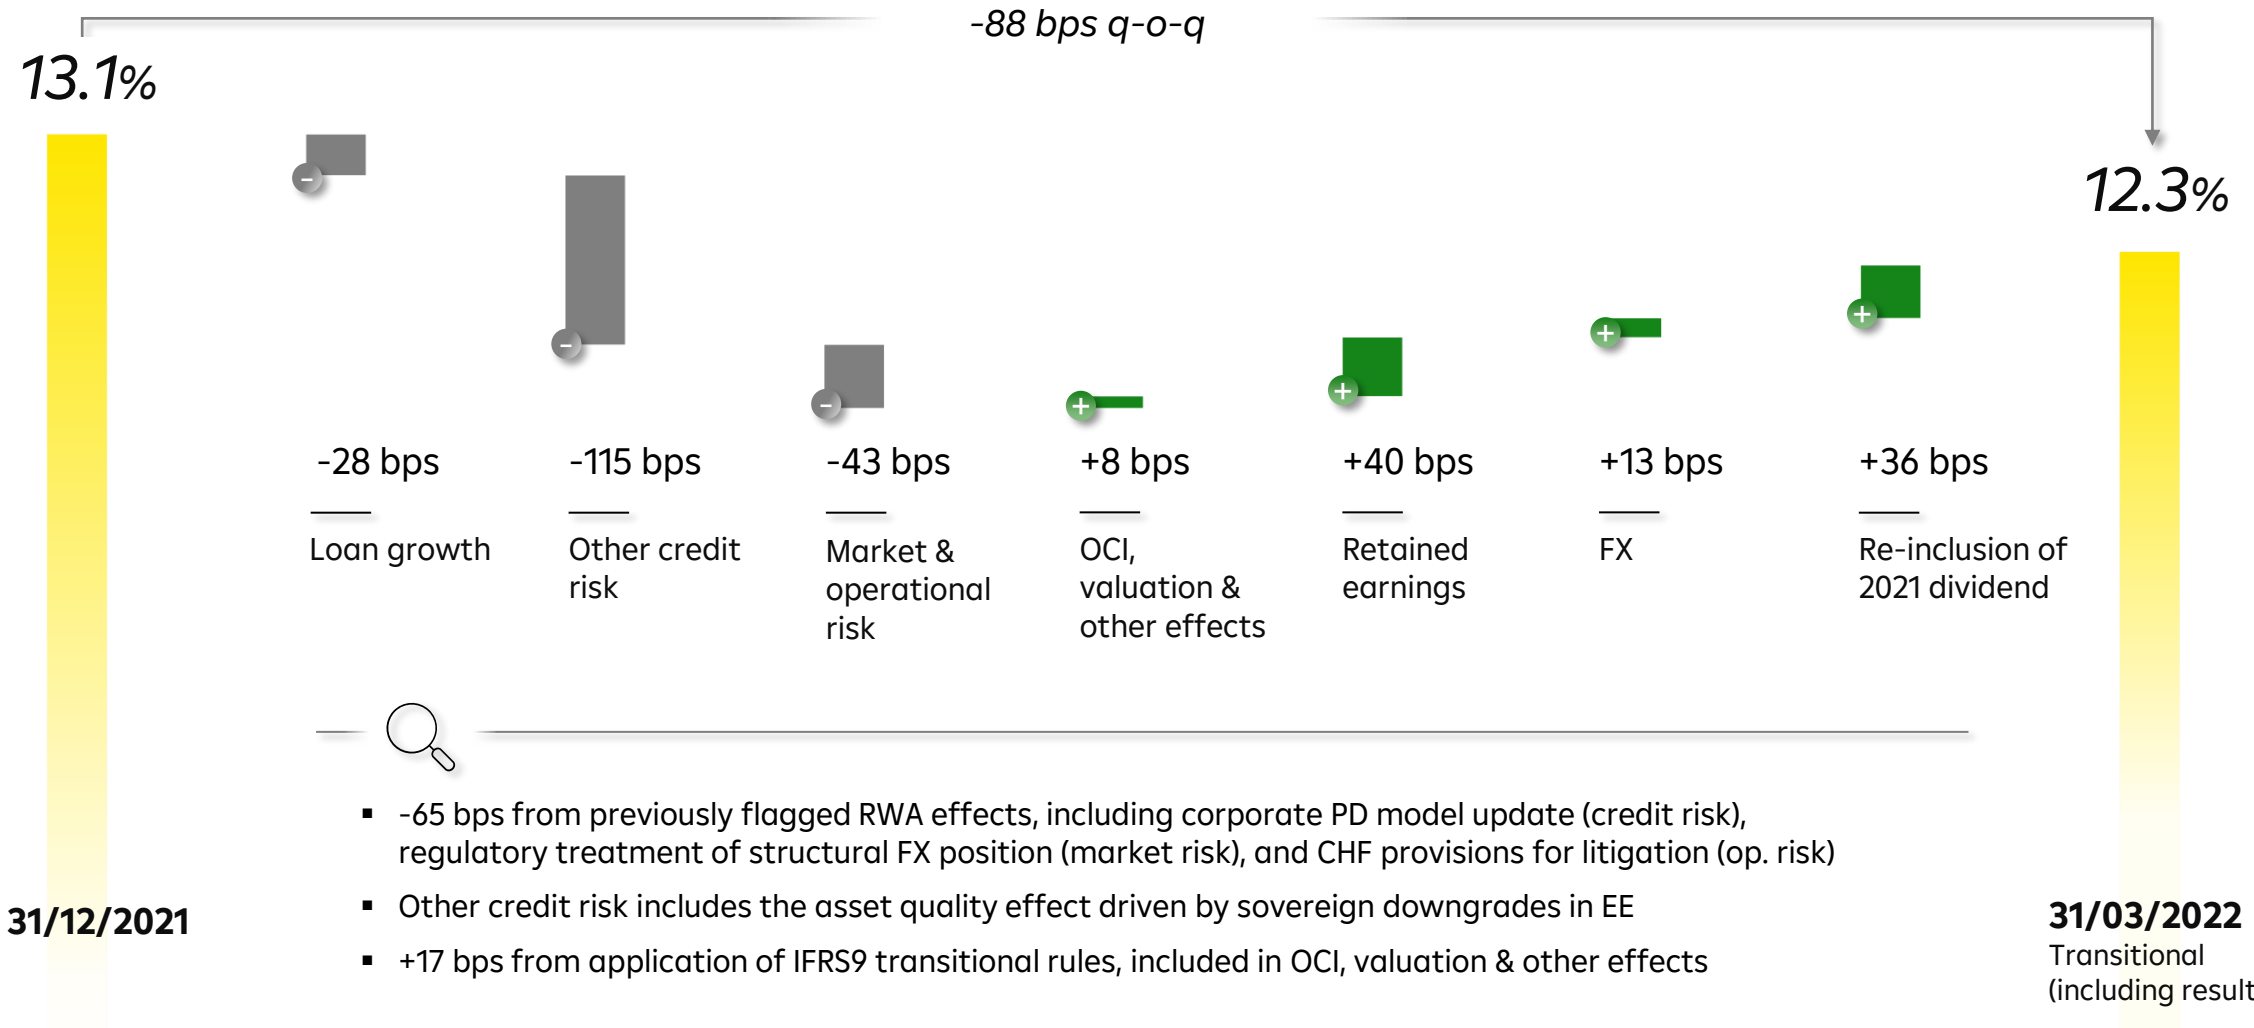 -88 bps q-o-q
13.1%
12.3%
-
-
-
+
+
+
+
-28 bps
-115 bps
-43 bps
+8 bps
+40 bps
+13 bps
+36 bps
Loan growth
Other credit
risk
Market &
operational
risk
OCI,
valuation &
other effects
Retained
earnings
FX
Re-inclusion of
2021 dividend
▪ -65 bps from previously flagged RWA effects, including corporate PD model update (credit risk),
regulatory treatment of structural FX position (market risk), and CHF provisions for litigation (op. risk)
▪ Other credit risk includes the asset quality effect driven by sovereign downgrades in EE
▪ +17 bps from application of IFRS9 transitional rules, included in OCI, valuation & other effects
31/12/2021
31/03/2022
Transitional
(including result